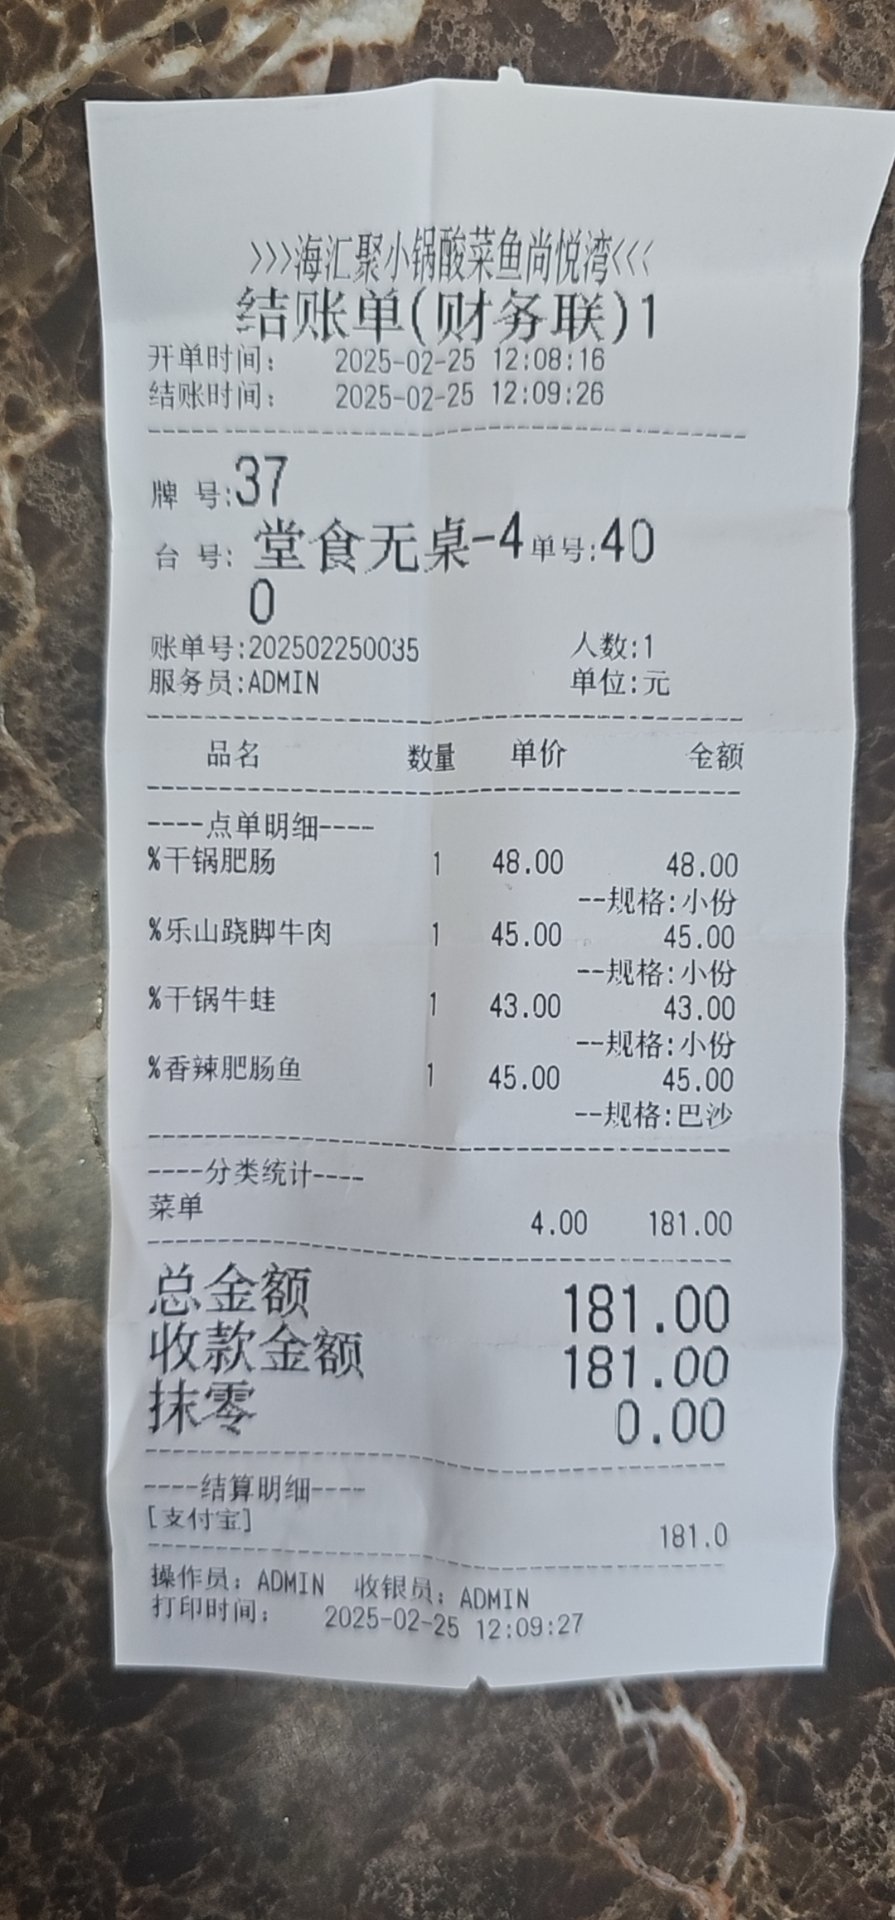 >>>海汇聚小锅酸菜鱼尚悦湾<<<
结账单(财务联)1
开单时间: 2025-02-25 12:08:16
结账时间: 2025-02-25 12:09:26
牌 号:37
台 号: 堂食无桌-4 单号:40
0
账单号:202502250035 人数:1
服务员:ADMIN 单位:元
品名 数量 单价 金额
----点单明细----
%干锅肥肠 1 48.00 48.00
--规格:小份
%乐山跷脚牛肉 1 45.00 45.00
--规格:小份
%干锅牛蛙 1 43.00 43.00
--规格:小份
%香辣肥肠鱼 1 45.00 45.00
--规格:巴沙
----分类统计----
菜单 4.00 181.00
总金额 181.00
收款金额 181.00
抹零 0.00
----结算明细----
[支付宝] 181.0
操作员: ADMIN 收银员: ADMIN
打印时间: 2025-02-25 12:09:27